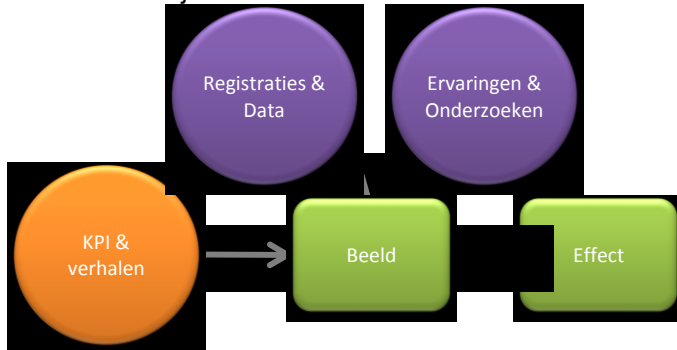 Registraties &
Data
Ervaringen &
Onderzoeken
KPI &
verhalen
Beeld
Effect